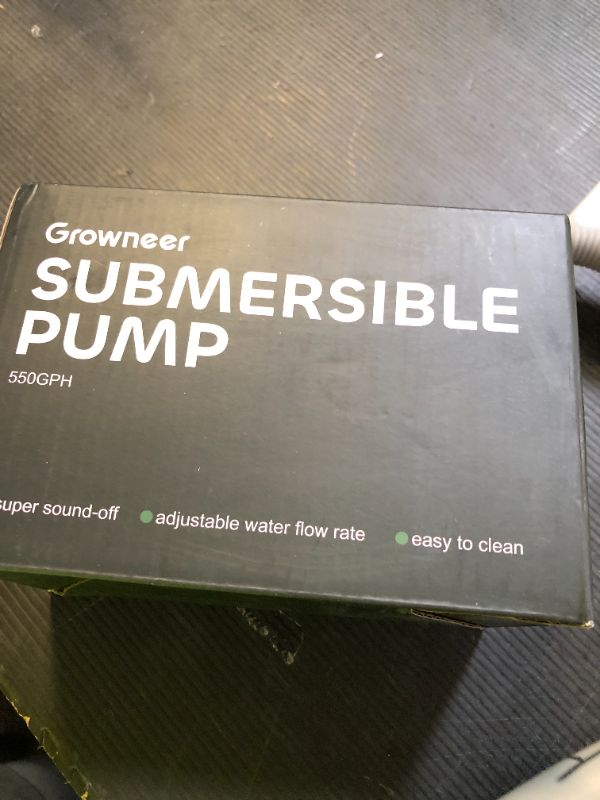 Growneer
SUBMERSIBLE
PUMP
550GPH
super sound-off adjustable water flow rate easy to clean